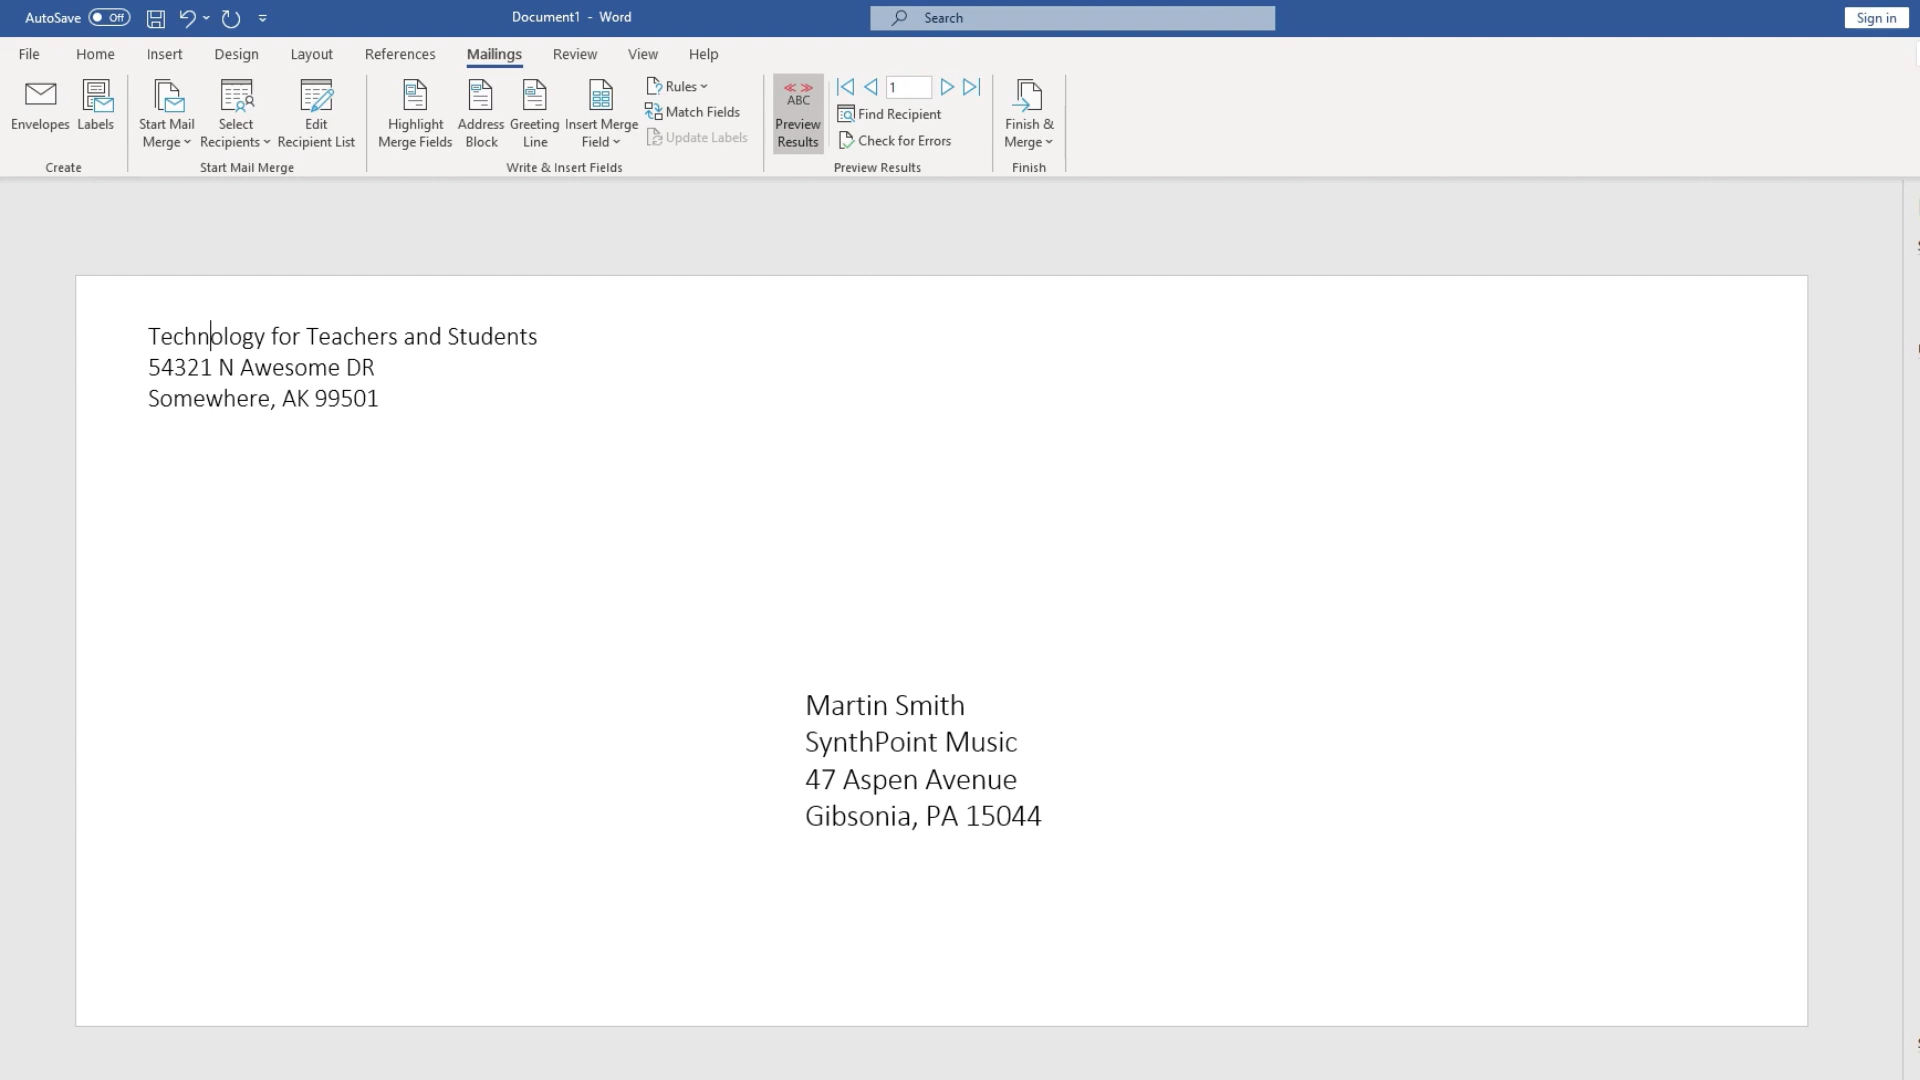 AutoSave Off Document1 - Word Search Sign in
File Home Insert Design Layout References Mailings Review View Help
Envelopes Labels
Create
Start Mail Merge Select Recipients Edit Recipient List
Start Mail Merge
Highlight Merge Fields Address Block Greeting Line Insert Merge Field Rules Match Fields Update Labels
Write & Insert Fields
ABC Preview Results 1 Find Recipient Check for Errors
Preview Results
Finish & Merge
Finish
Technology for Teachers and Students
54321 N Awesome DR
Somewhere, AK 99501
Martin Smith
SynthPoint Music
47 Aspen Avenue
Gibsonia, PA 15044